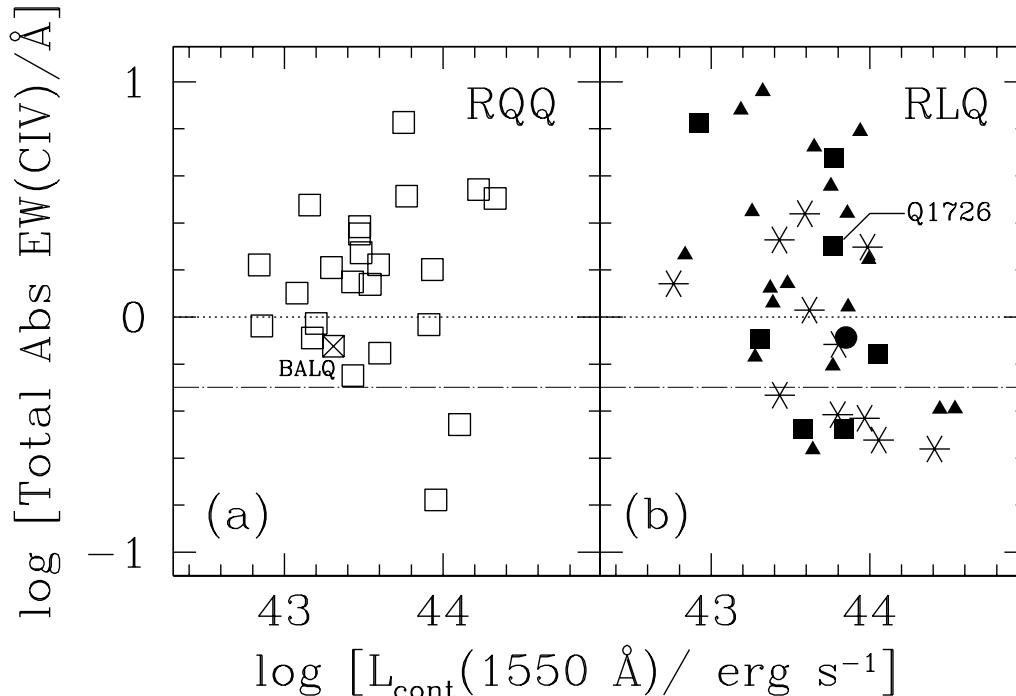 log [Total Abs EW(CIV)/Å]
1
0
−1
RQQ
BALQ
(a)
RLQ
Q1726
(b)
43 44 43 44
log [L_cont(1550 Å)/ erg s⁻¹]